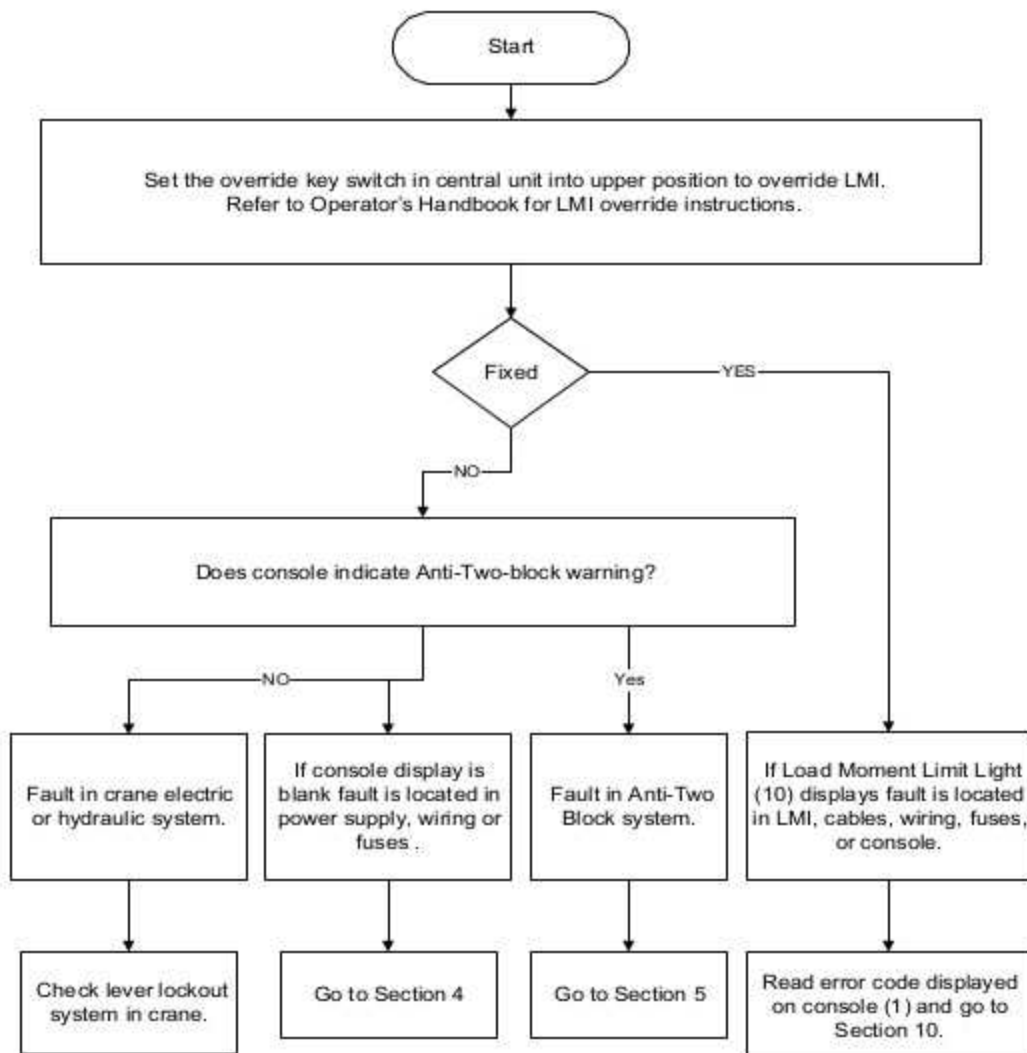 Start
Set the override key switch in central unit into upper position to override LMI.
Refer to Operator's Handbook for LMI override instructions.
Fixed
YES
NO
Does console indicate Anti-Two-block warning?
NO
Yes
Fault in crane electric
or hydraulic system.
If console display is
blank fault is located in
power supply, wiring or
fuses .
Fault in Anti-Two
Block system.
If Load Moment Limit Light
(10) displays fault is located
in LMI, cables, wiring, fuses,
or console.
Check lever lockout
system in crane.
Go to Section 4
Go to Section 5
Read error code displayed
on console (1) and go to
Section 10.